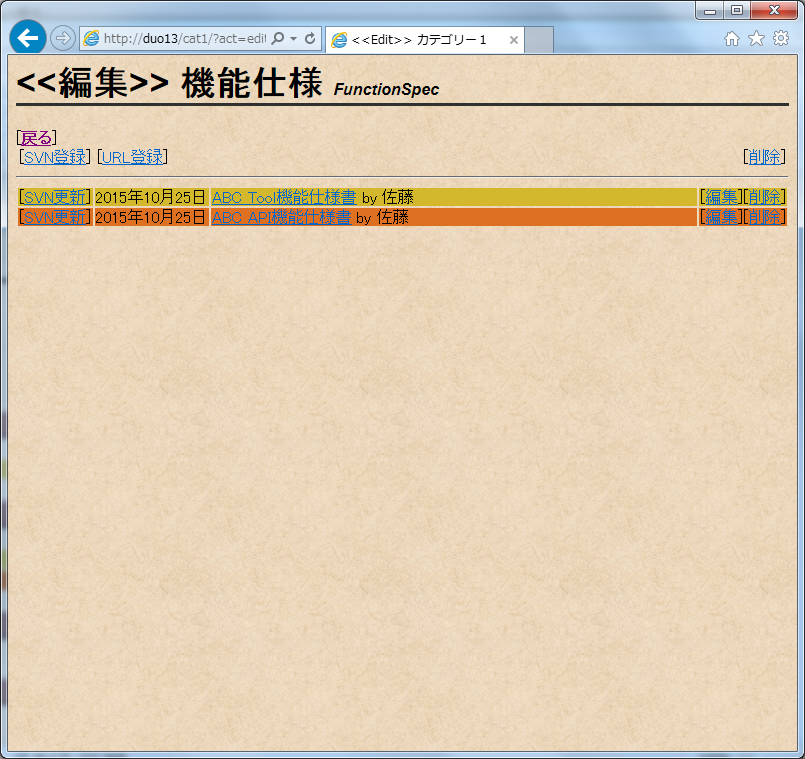 http://duo13/cat1/?act=edit
<<Edit>> カテゴリー１
<<編集>> 機能仕様 FunctionSpec
[戻る]
[SVN登録] [URL登録] [削除]
[SVN更新] 2015年10月25日 ABC Tool機能仕様書 by 佐藤 [編集][削除]
[SVN更新] 2015年10月25日 ABC API機能仕様書 by 佐藤 [編集][削除]